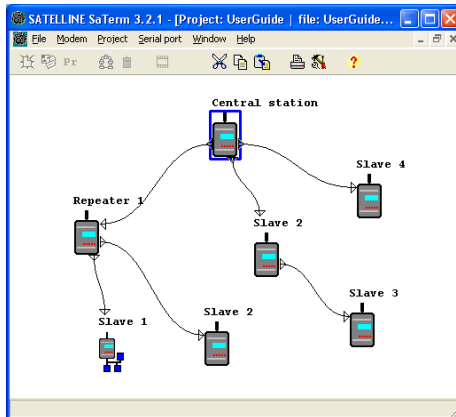 SATELLINE SaTerm 3.2.1 - [Project: UserGuide | file: UserGuide...
File Modem Project Serial port Window Help
Pr
Central station
Slave 4
Repeater 1
Slave 2
Slave 3
Slave 1
Slave 2